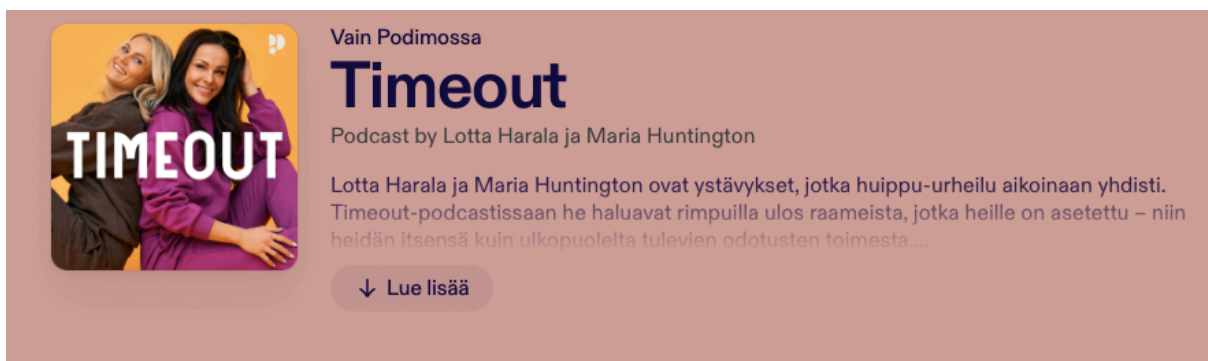 TIMEOUT
Vain Podimossa
Timeout
Podcast by Lotta Harala ja Maria Huntington
Lotta Harala ja Maria Huntington ovat ystävykset, jotka huippu-urheilu aikoinaan yhdisti.
Timeout-podcastissaan he haluavat rimpuilla ulos raameista, jotka heille on asetettu – niin
heidän itsensä kuin ulkopuolelta tulevien odotusten toimesta....
↓ Lue lisää